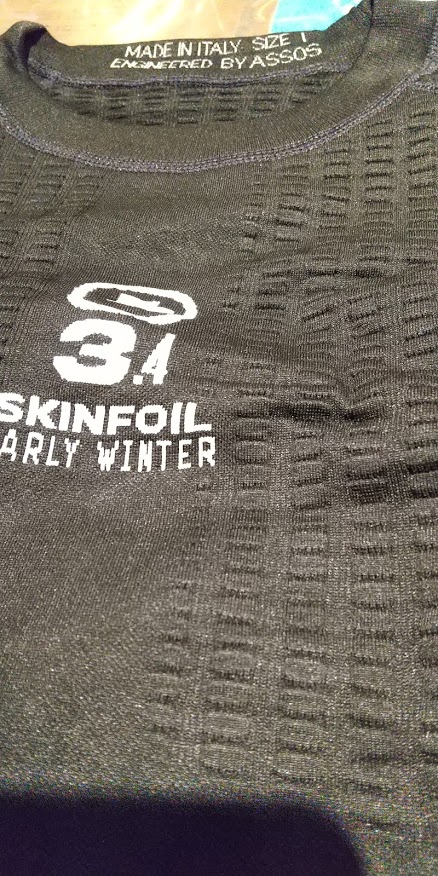 MADE IN ITALY SIZE I
ENGINEERED BY ASSOS
3.4
SKINFOIL
ARLY WINTER